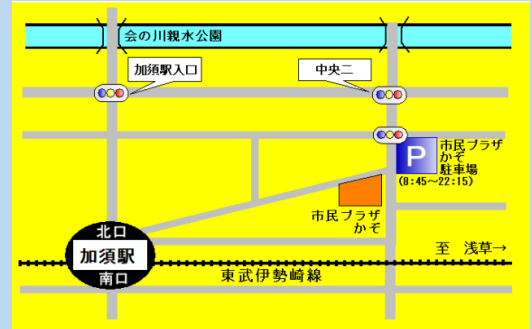 会の川親水公園
加須駅入口
中央二
P
市民プラザ
かぞ
駐車場
(8:45～22:15)
市民プラザ
かぞ
北口
加須駅
南口
至 浅草→
東武伊勢崎線